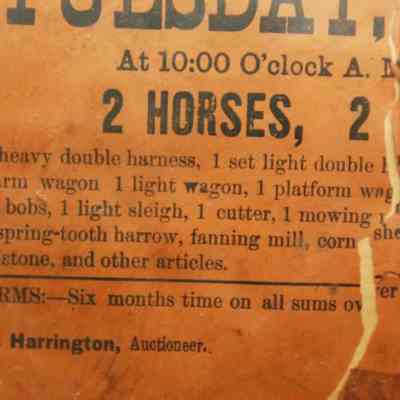 TUESDAY,
At 10:00 O'clock A. M
2 HORSES, 2
heavy double harness, 1 set light double h
arm wagon 1 light wagon, 1 platform wag
bobs, 1 light sleigh, 1 cutter, 1 mowing
spring-tooth harrow, fanning mill, corn she
stone, and other articles.
RMS:—Six months time on all sums over
Harrington, Auctioneer.